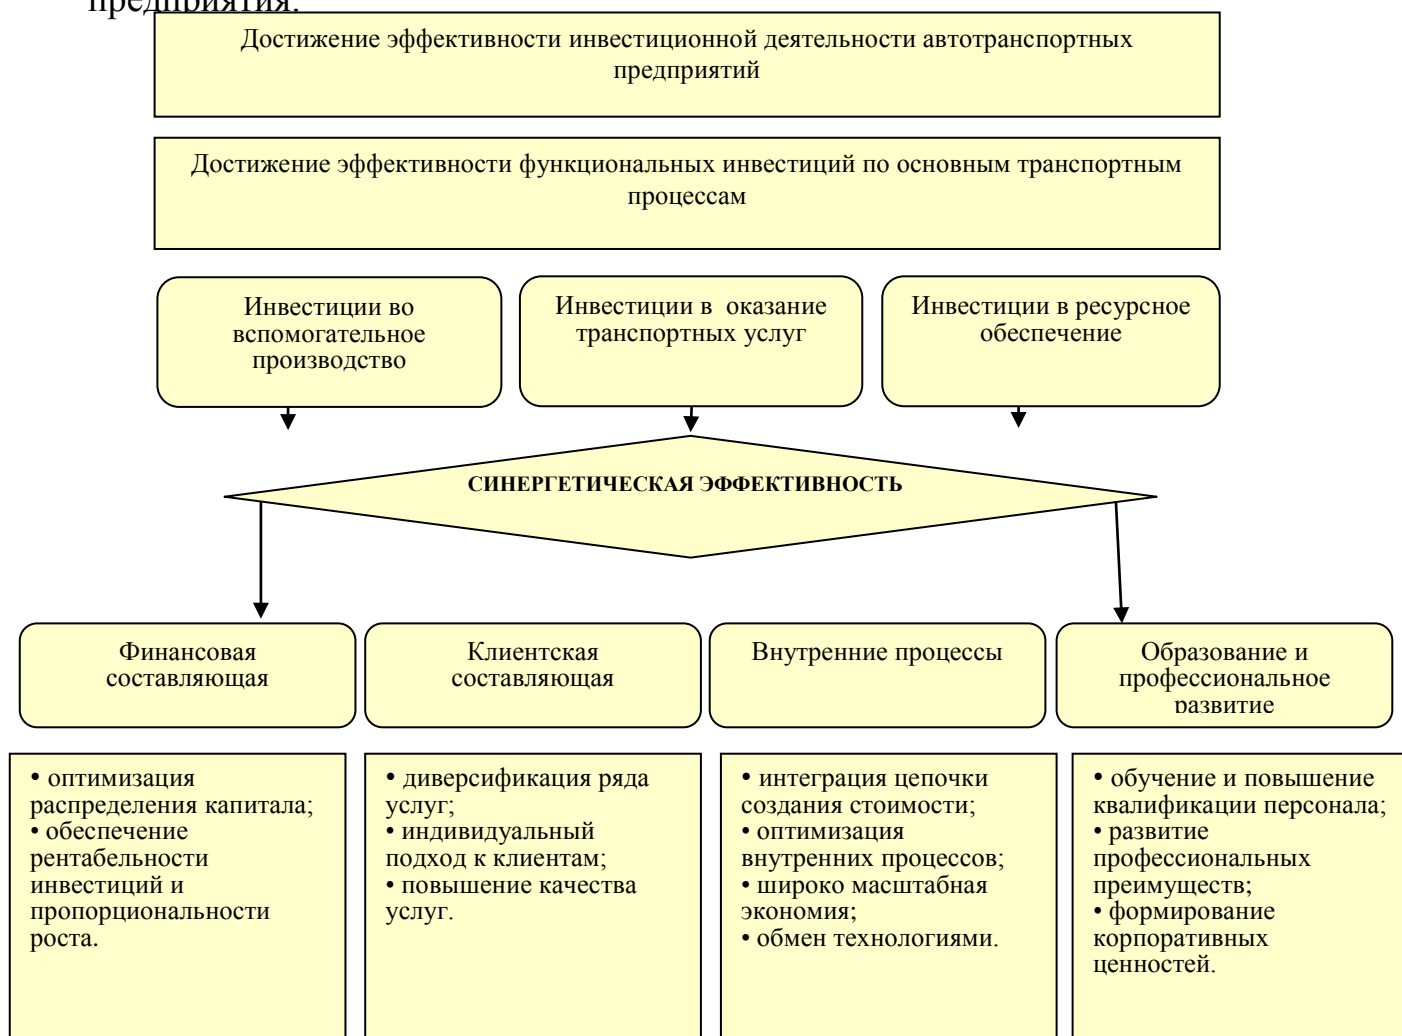 предприятия.
Достижение эффективности инвестиционной деятельности автотранспортных
предприятий
Достижение эффективности функциональных инвестиций по основным транспортным
процессам
Инвестиции во
вспомогательное
производство
Инвестиции в оказание
транспортных услуг
Инвестиции в ресурсное
обеспечение
СИНЕРГЕТИЧЕСКАЯ ЭФФЕКТИВНОСТЬ
Финансовая
составляющая
Клиентская
составляющая
Внутренние процессы
Образование и
профессиональное
развитие
• оптимизация
распределения капитала;
• обеспечение
рентабельности
инвестиций и
пропорциональности
роста.
• диверсификация ряда
услуг;
• индивидуальный
подход к клиентам;
• повышение качества
услуг.
• интеграция цепочки
создания стоимости;
• оптимизация
внутренних процессов;
• широко масштабная
экономия;
• обмен технологиями.
• обучение и повышение
квалификации персонала;
• развитие
профессиональных
преимуществ;
• формирование
корпоративных
ценностей.